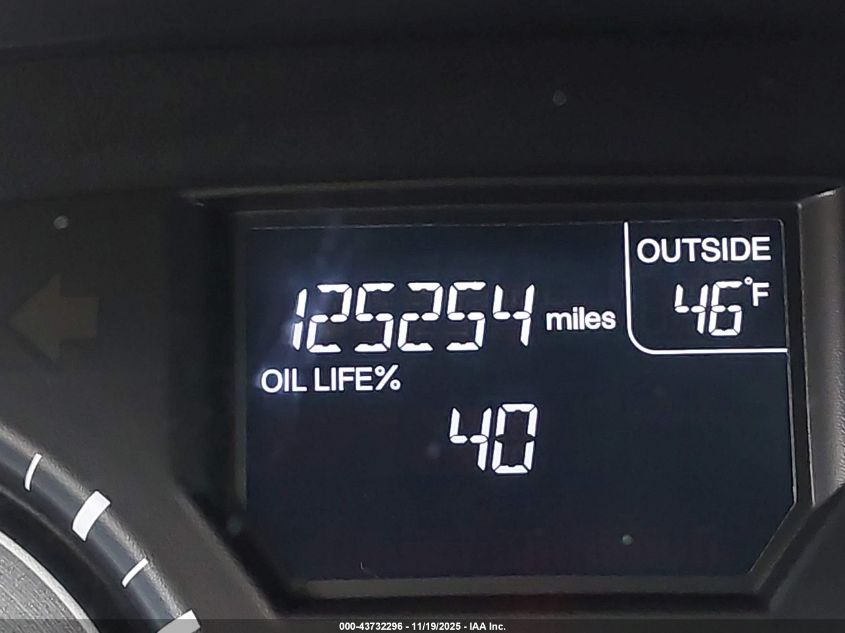 OUTSIDE
46°F
125254 miles
OIL LIFE%
40
000-43732296 - 11/19/2025 - IAA Inc.